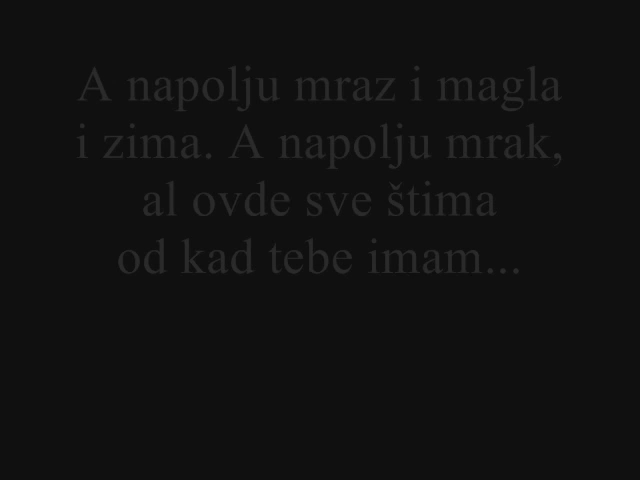 A napolju mraz i magla
i zima. A napolju mrak,
al ovde sve štima
od kad tebe imam...